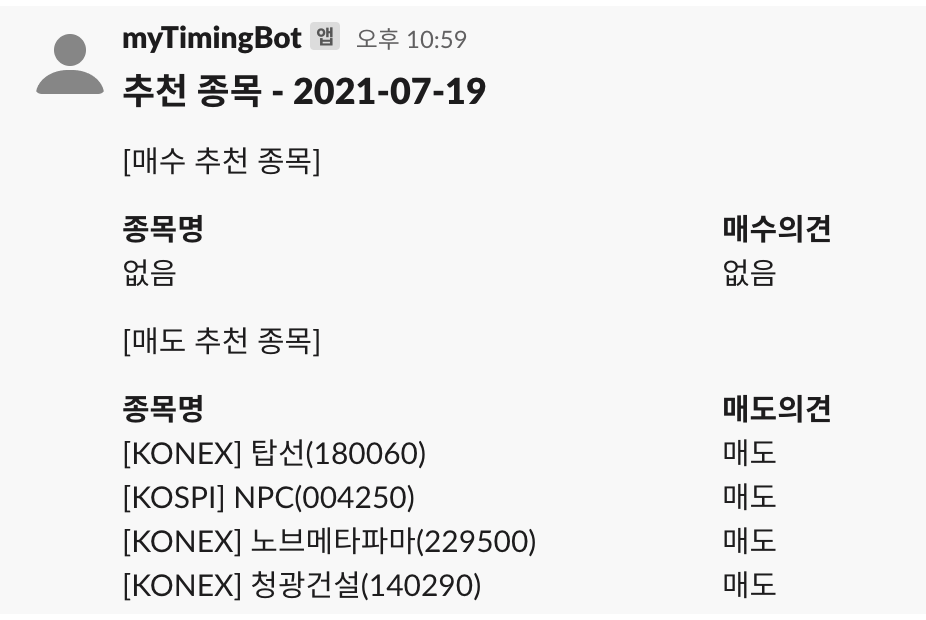 myTimingBot 앱 오후 10:59
추천 종목 - 2021-07-19
[매수 추천 종목]
종목명 매수의견
없음 없음
[매도 추천 종목]
종목명 매도의견
[KONEX] 탑선(180060) 매도
[KOSPI] NPC(004250) 매도
[KONEX] 노브메타파마(229500) 매도
[KONEX] 청광건설(140290) 매도